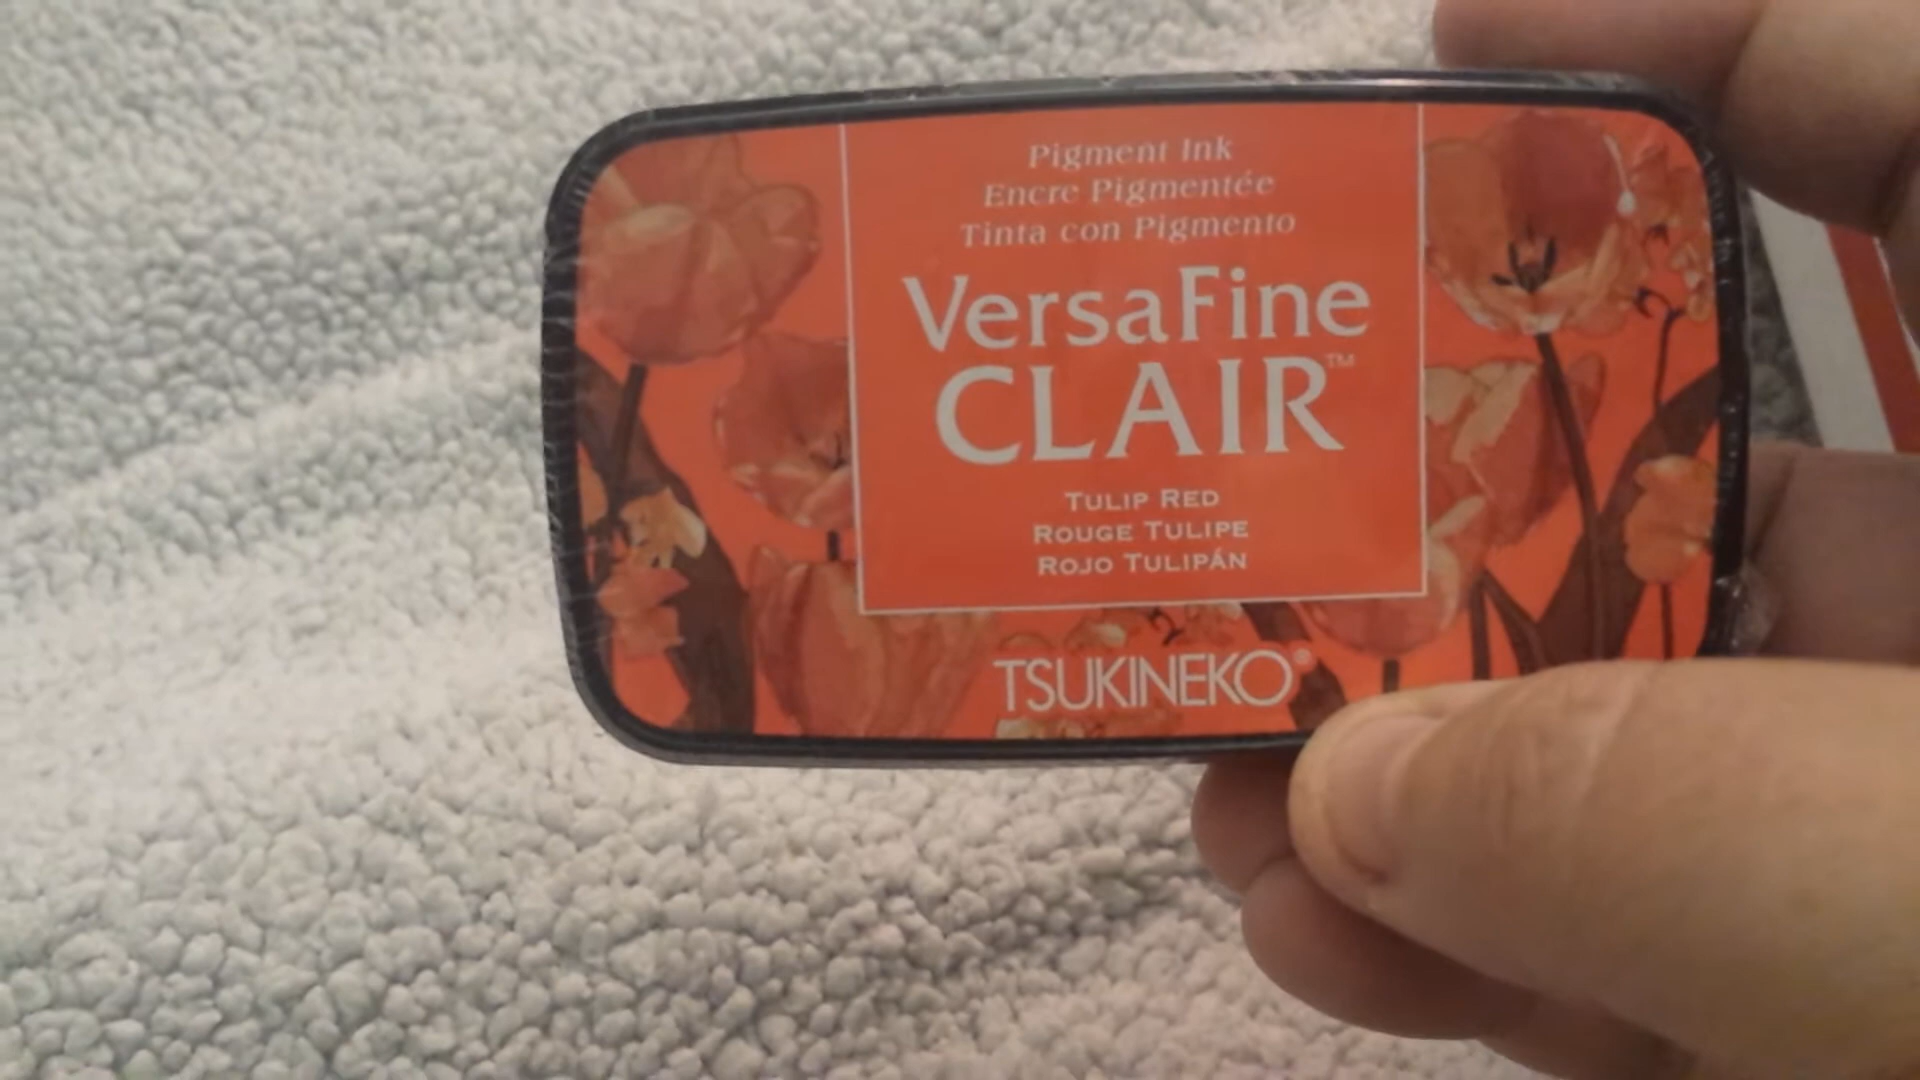 Pigment Ink
Encre Pigmentée
Tinta con Pigmento
VersaFine
CLAIR™
TULIP RED
ROUGE TULIPE
ROJO TULIPÁN
TSUKINEKO®